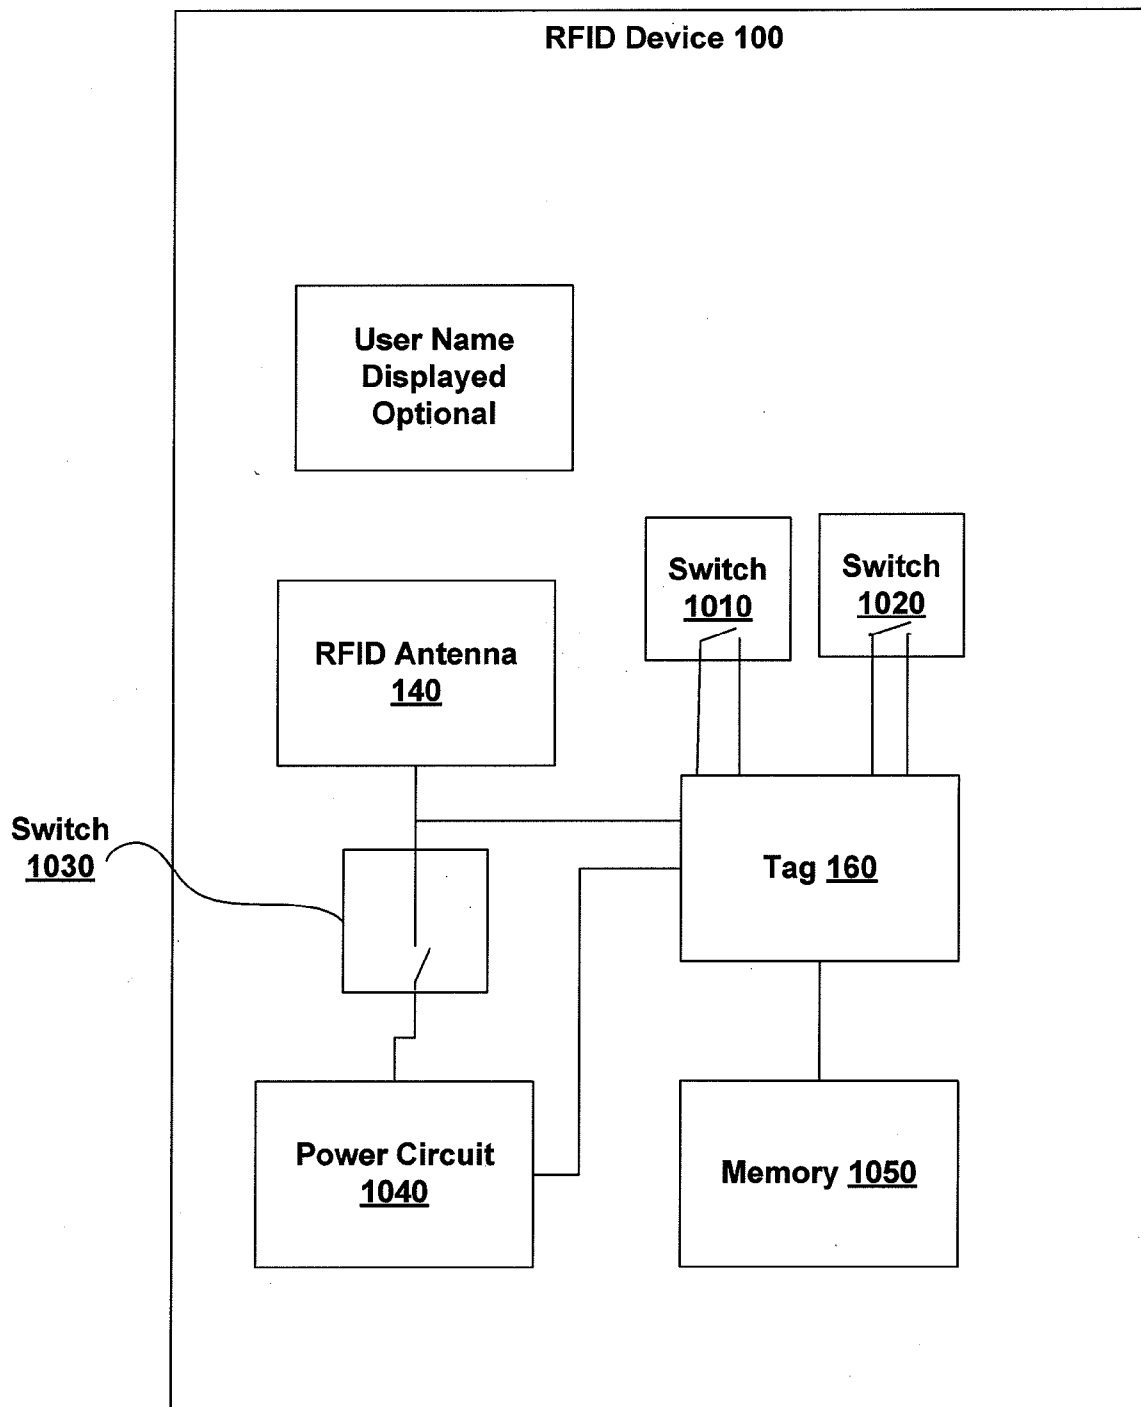 RFID Device 100
User Name
Displayed
Optional
Switch
1010
Switch
1020
RFID Antenna
140
Switch
1030
Tag 160
Power Circuit
1040
Memory 1050